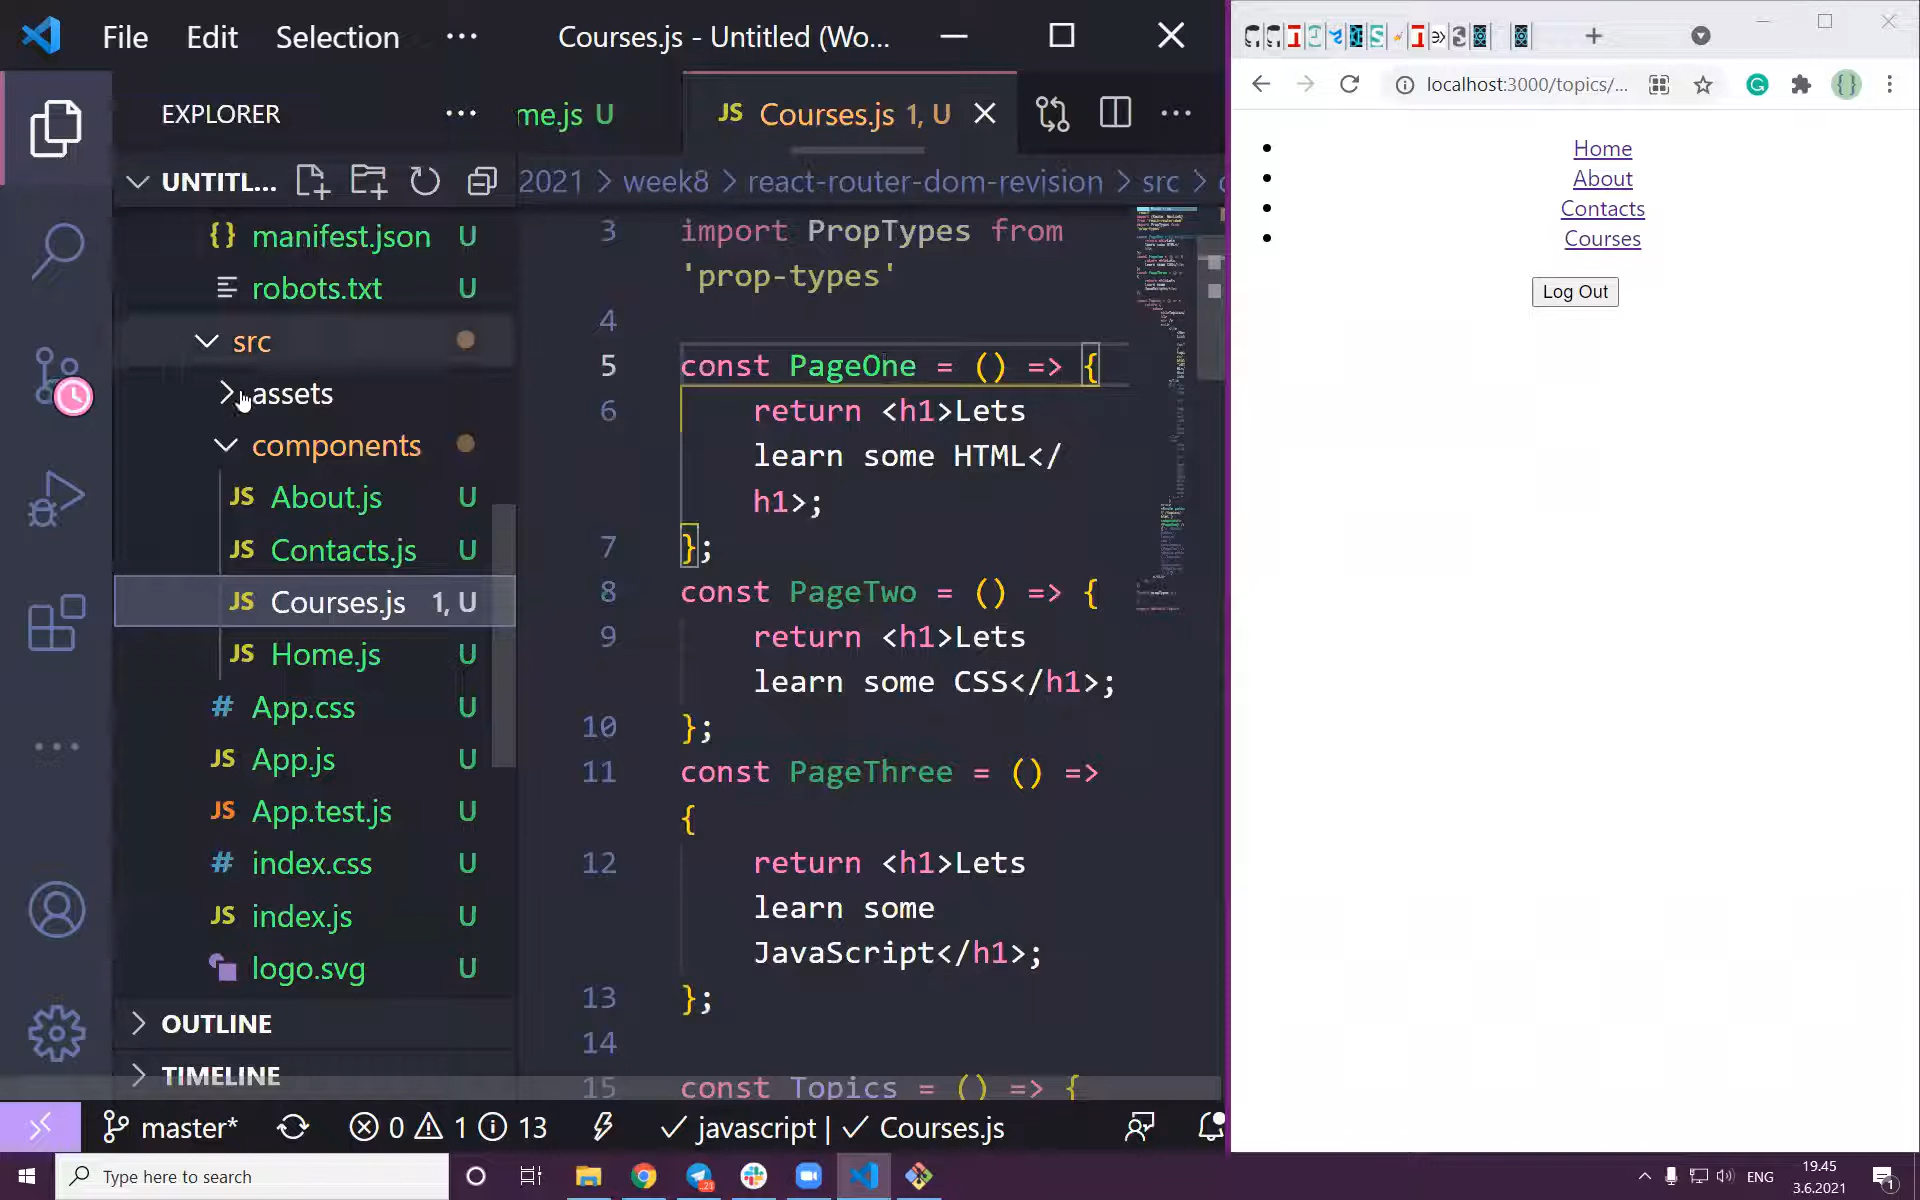 File Edit Selection ··· Courses.js - Untitled (Wo...
EXPLORER ···
me.js U
JS Courses.js 1, U
UNTITL...
2021 > week8 > react-router-dom-revision > src >
{} manifest.json U
robots.txt U
src
assets
components
JS About.js U
JS Contacts.js U
JS Courses.js 1, U
JS Home.js U
# App.css U
JS App.js U
JS App.test.js U
# index.css U
JS index.js U
logo.svg U
OUTLINE
TIMELINE
3 import PropTypes from
'prop-types'
4
5 const PageOne = () => {
6 return <h1>Lets
learn some HTML</
h1>;
7 };
8 const PageTwo = () => {
9 return <h1>Lets
learn some CSS</h1>;
10 };
11 const PageThree = () =>
{
12 return <h1>Lets
learn some
JavaScript</h1>;
13 };
14
15 const Topics = () => {
master* 0 1 13 javascript | Courses.js
localhost:3000/topics/...
Home
About
Contacts
Courses
Log Out
Type here to search
ENG
19.45
3.6.2021